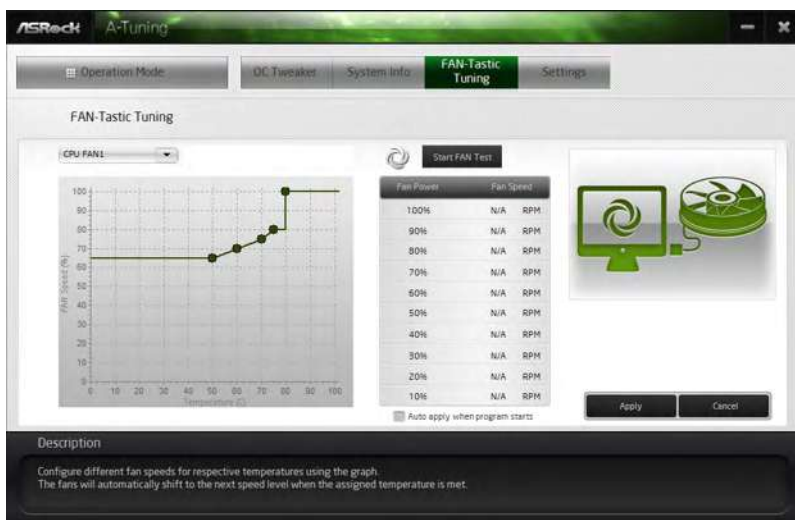 ASRock A-Tuning
Operation Mode
OC Tweaker
System Info
FAN-Tastic Tuning
Settings
FAN-Tastic Tuning
CPU FAN1
Start FAN Test
FAN Speed (%)
100
90
80
70
60
50
40
30
20
10
0
0 10 20 30 40 50 60 70 80 90 100
Temperature (C)
Fan Power Fan Speed
100% N/A RPM
90% N/A RPM
80% N/A RPM
70% N/A RPM
60% N/A RPM
50% N/A RPM
40% N/A RPM
30% N/A RPM
20% N/A RPM
10% N/A RPM
Auto apply when program starts
Apply
Cancel
Description
Configure different fan speeds for respective temperatures using the graph.
The fans will automatically shift to the next speed level when the assigned temperature is met.